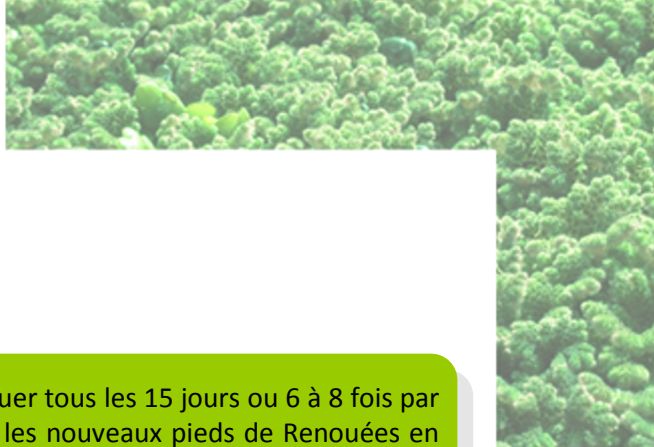 uer tous les 15 jours ou 6 à 8 fois par
les nouveaux pieds de Renouées en